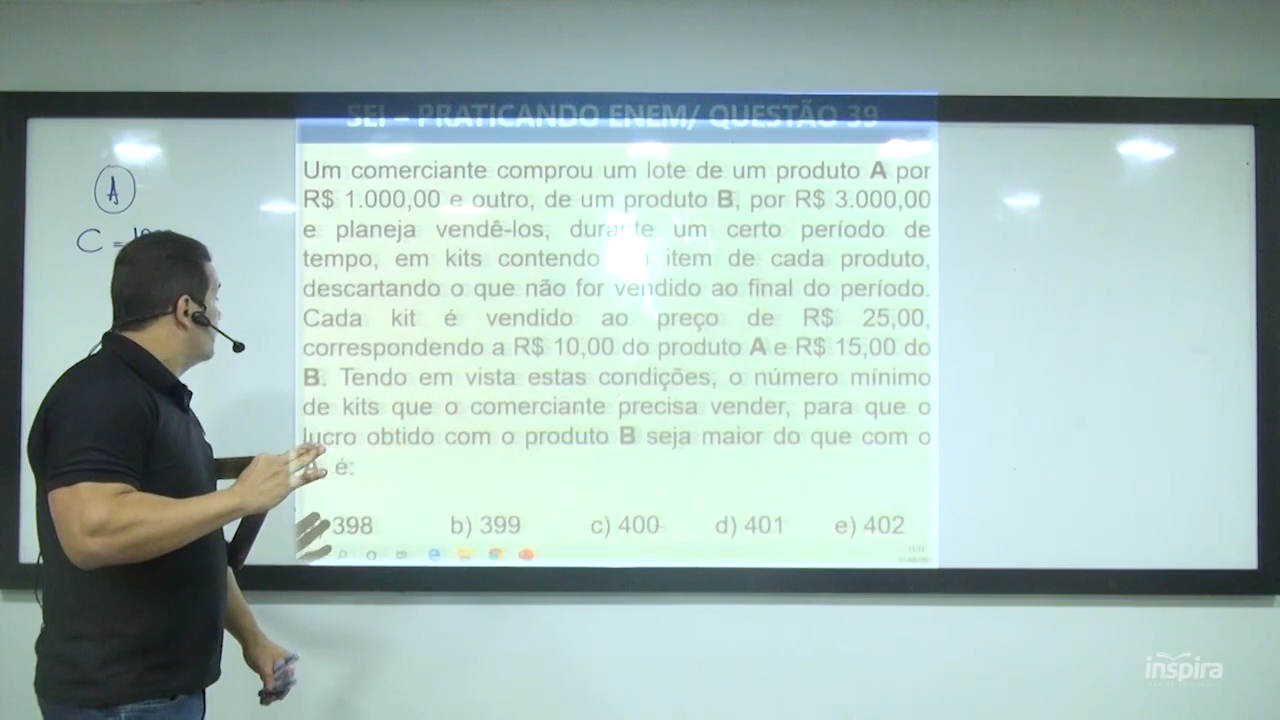 SEI – PRATICANDO ENEM/ QUESTÃO 39
A
C =
Um comerciante comprou um lote de um produto A por
R$ 1.000,00 e outro, de um produto B, por R$ 3.000,00
e planeja vendê-los, durante um certo período de
tempo, em kits contendo item de cada produto,
descartando o que não for vendido ao final do período.
Cada kit é vendido ao preço de R$ 25,00,
correspondendo a R$ 10,00 do produto A e R$ 15,00 do
B. Tendo em vista estas condições, o número mínimo
de kits que o comerciante precisa vender, para que o
lucro obtido com o produto B seja maior do que com o
A, é:
398 b) 399 c) 400 d) 401 e) 402
inspira